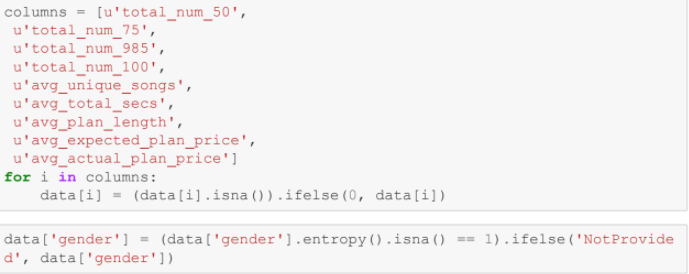 columns = [u'total_num_50',
 u'total_num_75',
 u'total_num_985',
 u'total_num_100',
 u'avg_unique_songs',
 u'avg_total_secs',
 u'avg_plan_length',
 u'avg_expected_plan_price',
 u'avg_actual_plan_price']
for i in columns:
    data[i] = (data[i].isna()).ifelse(0, data[i])
data['gender'] = (data['gender'].entropy().isna() == 1).ifelse('NotProvide
d', data['gender'])